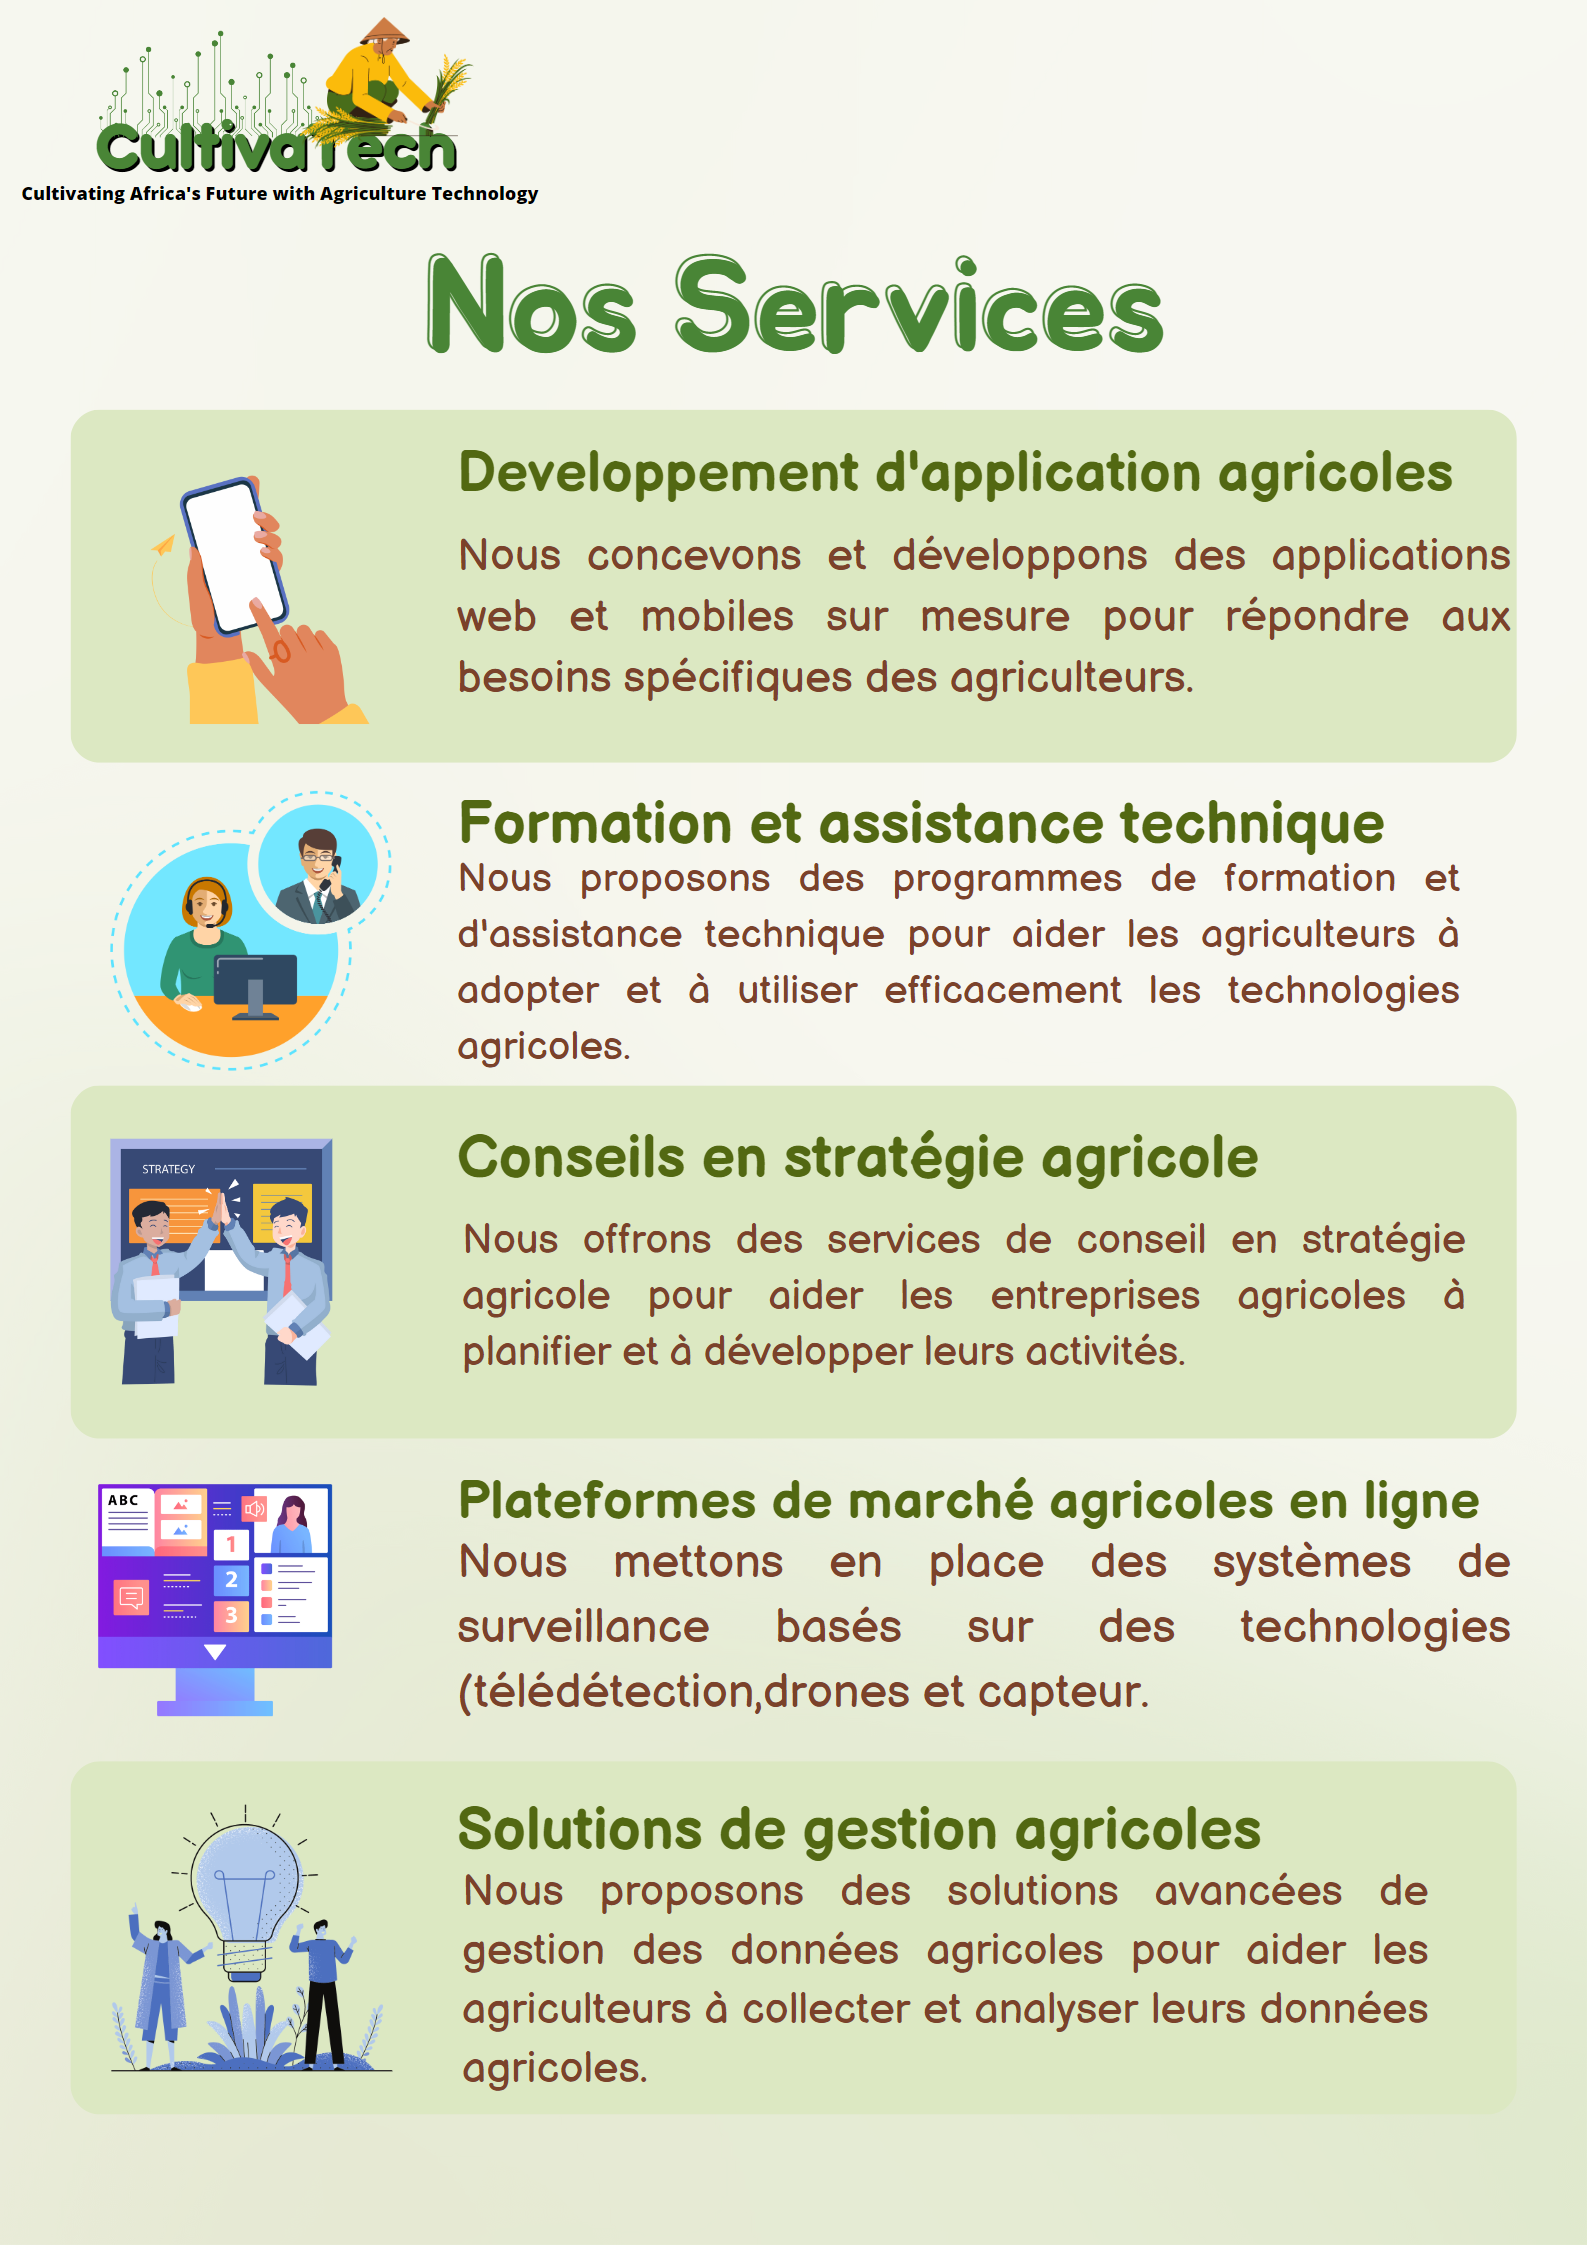 CultivaTech
Cultivating Africa's Future with Agriculture Technology
Nos Services
Developpement d'application agricoles
Nous concevons et développons des applications
web et mobiles sur mesure pour répondre aux
besoins spécifiques des agriculteurs.
Formation et assistance technique
Nous proposons des programmes de formation et
d'assistance technique pour aider les agriculteurs à
adopter et à utiliser efficacement les technologies
agricoles.
STRATEGY
Conseils en stratégie agricole
Nous offrons des services de conseil en stratégie
agricole pour aider les entreprises agricoles à
planifier et à développer leurs activités.
ABC
1
2
3
Plateformes de marché agricoles en ligne
Nous mettons en place des systèmes de
surveillance basés sur des technologies
(télédétection,drones et capteur.
Solutions de gestion agricoles
Nous proposons des solutions avancées de
gestion des données agricoles pour aider les
agriculteurs à collecter et analyser leurs données
agricoles.